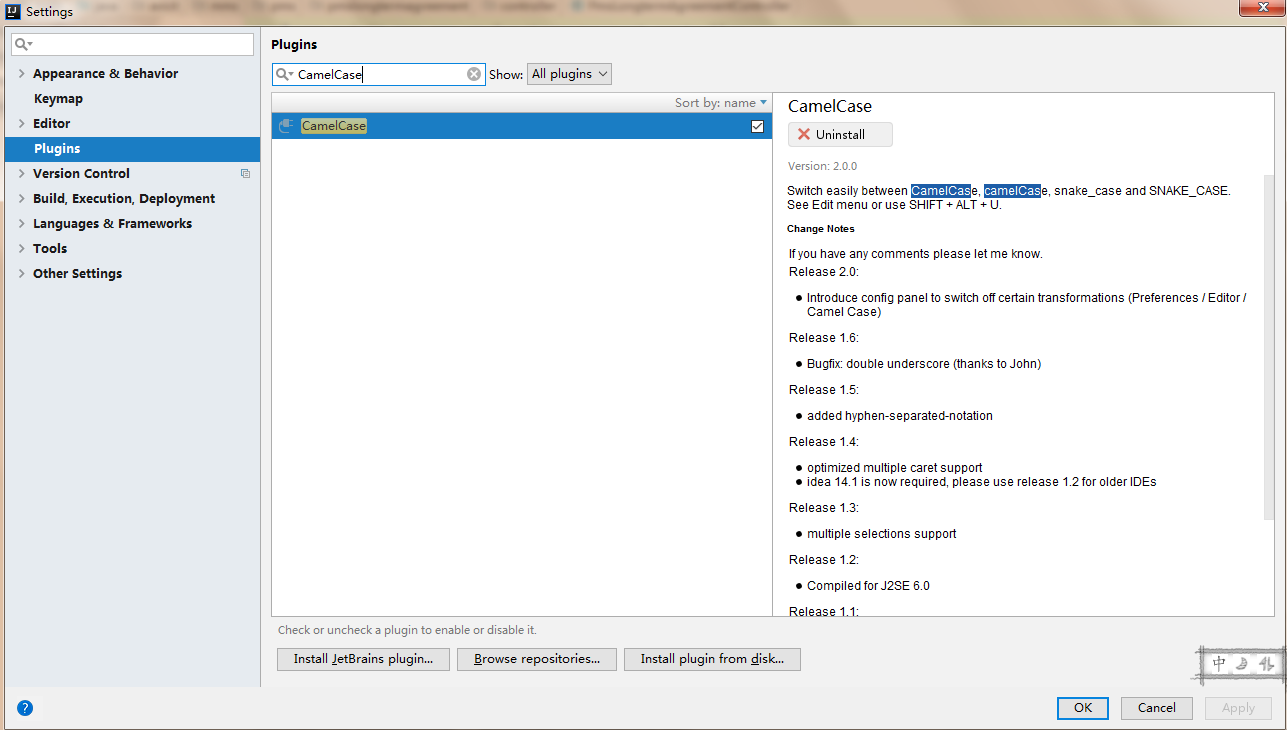 Settings
Plugins
CamelCase
Show: All plugins
Appearance & Behavior
Keymap
Editor
Plugins
Version Control
Build, Execution, Deployment
Languages & Frameworks
Tools
Other Settings
Sort by: name
CamelCase
CamelCase
Uninstall
Version: 2.0.0
Switch easily between CamelCase, camelCase, snake_case and SNAKE_CASE.
See Edit menu or use SHIFT + ALT + U.
Change Notes
If you have any comments please let me know.
Release 2.0:
● Introduce config panel to switch off certain transformations (Preferences / Editor /
Camel Case)
Release 1.6:
● Bugfix: double underscore (thanks to John)
Release 1.5:
● added hyphen-separated-notation
Release 1.4:
● optimized multiple caret support
● idea 14.1 is now required, please use release 1.2 for older IDEs
Release 1.3:
● multiple selections support
Release 1.2:
● Compiled for J2SE 6.0
Release 1.1:
Check or uncheck a plugin to enable or disable it.
Install JetBrains plugin... Browse repositories... Install plugin from disk...
中
? OK Cancel Apply